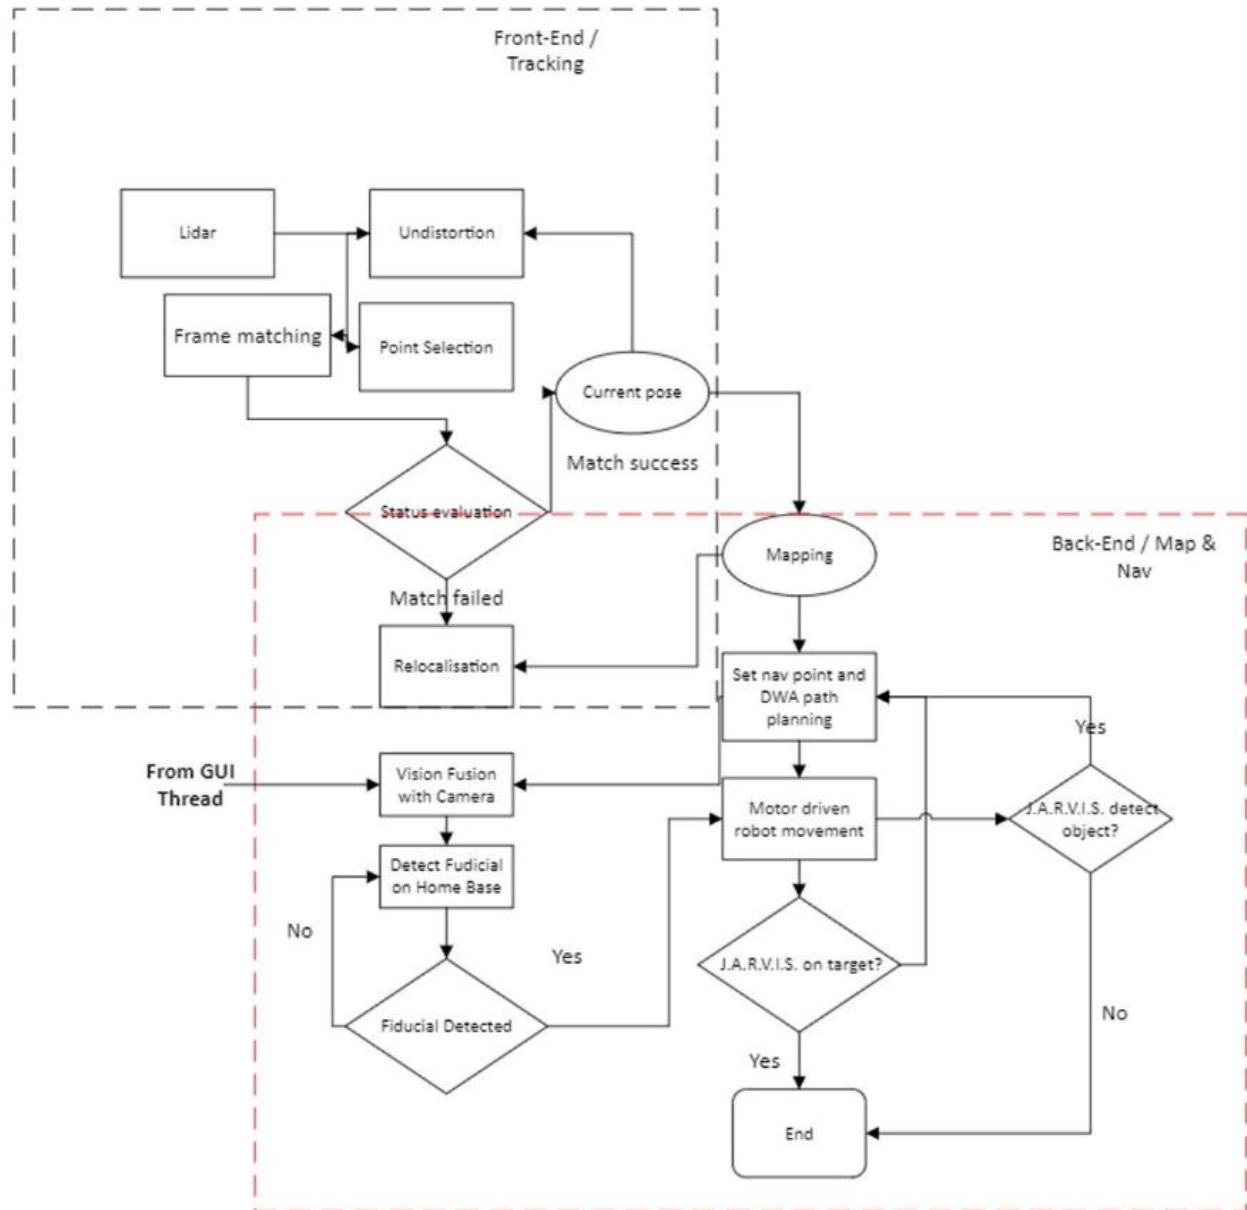 Front-End /
Tracking
Lidar
Undistortion
Frame matching
Point Selection
Current pose
Match success
Status evaluation
Back-End / Map &
Nav
Mapping
Match failed
Relocalisation
Set nav point and
DWA path
planning
Yes
From GUI
Thread
Vision Fusion
with Camera
Motor driven
robot movement
J.A.R.V.I.S. detect
object?
Detect Fudicial
on Home Base
No
Yes
J.A.R.V.I.S. on target?
Fiducial Detected
No
Yes
End